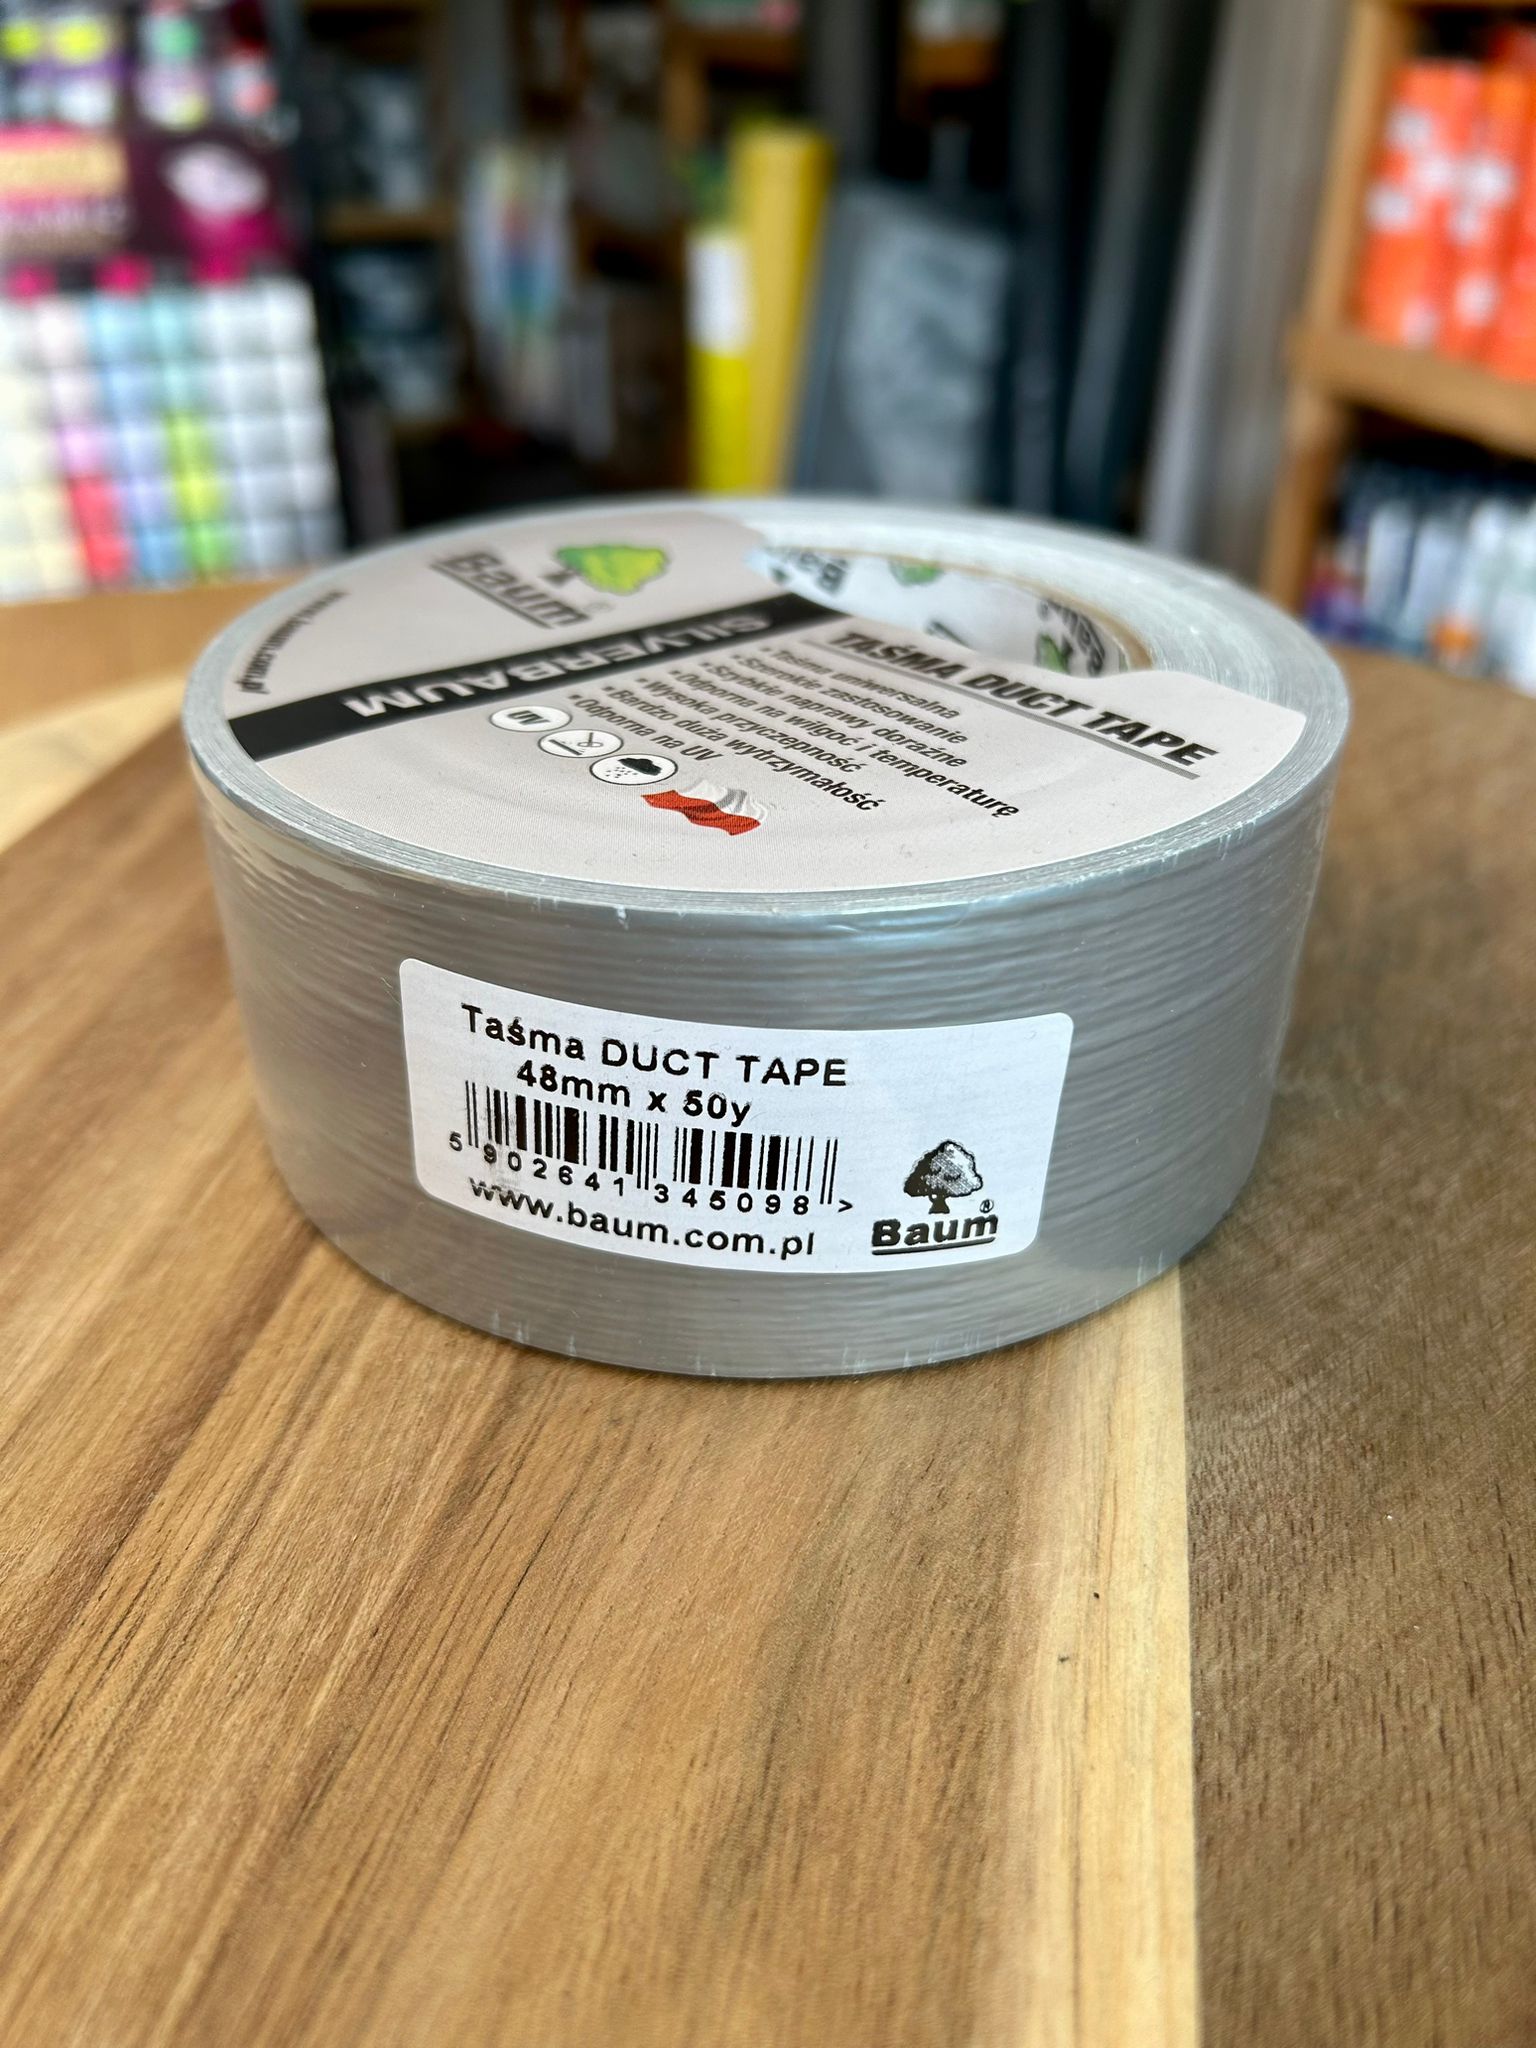 Baum®
SILVERBAUM
TAŚMA DUCT TAPE
• Taśma uniwersalna
• Szerokie zastosowanie
• Szybkie naprawy doraźne
• Odporna na wilgoć i temperaturę
• Wysoka przyczepność
• Bardzo duża wytrzymałość
• Odporna na UV
Taśma DUCT TAPE
48mm x 50y
5 902641 345098 >
www.baum.com.pl
Baum®